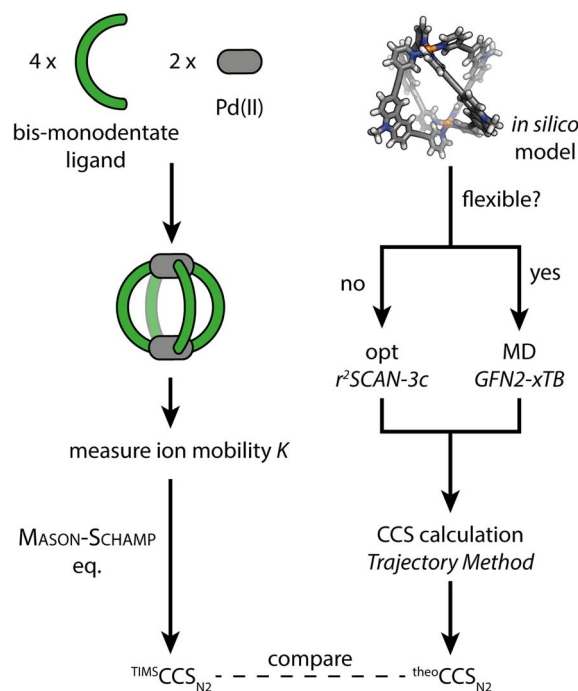 4 x
2 x
bis-monodentate
ligand
Pd(II)
in silico
model
flexible?
no
yes
opt
r²SCAN-3c
MD
GFN2-xTB
measure ion mobility K
MASON-SCHAMP
eq.
CCS calculation
Trajectory Method
TIMSCCSN2
compare
theoCCSN2